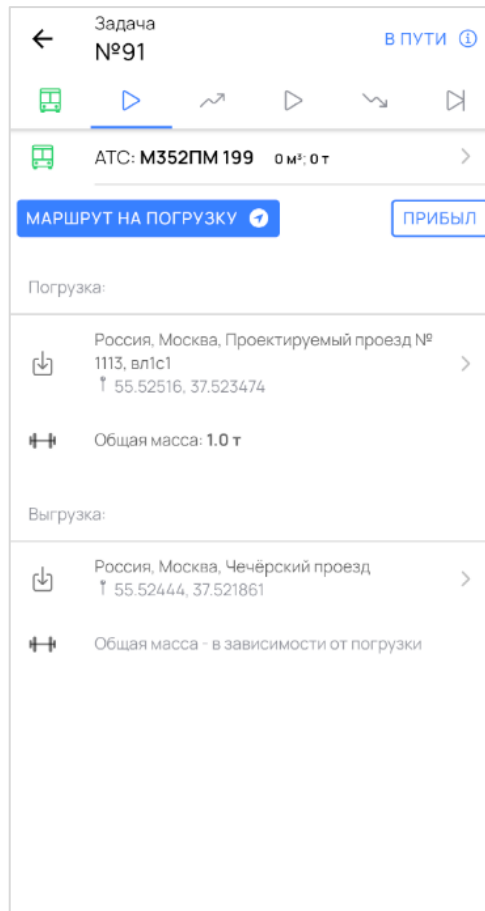 Задача
№91
В ПУТИ
АТС: М352ПМ 199 0 м³; 0 т
МАРШРУТ НА ПОГРУЗКУ
ПРИБЫЛ
Погрузка:
Россия, Москва, Проектируемый проезд №
1113, вл1с1
55.52516, 37.523474
Общая масса: 1.0 т
Выгрузка:
Россия, Москва, Чечёрский проезд
55.52444, 37.521861
Общая масса - в зависимости от погрузки